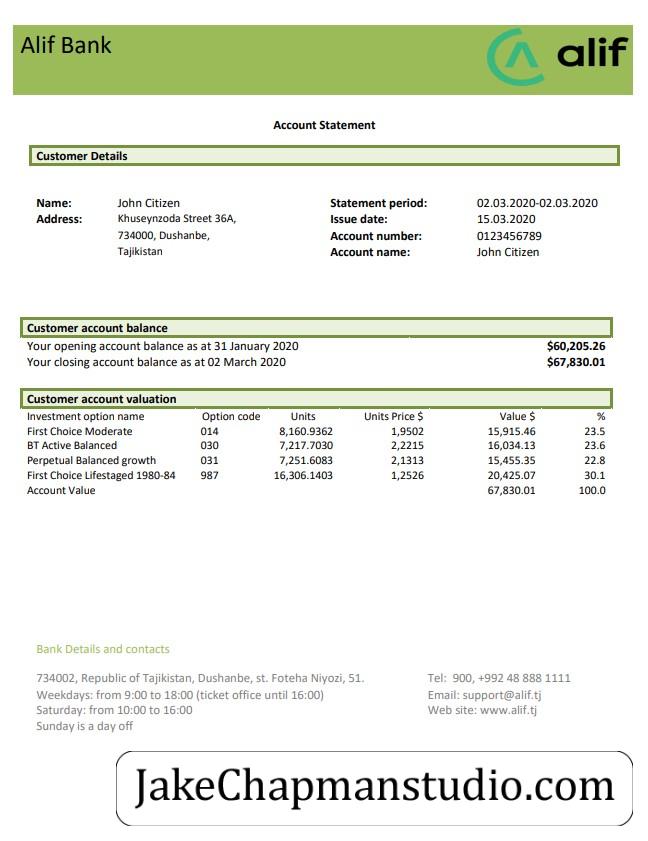 Alif Bank
alif
Account Statement
Customer Details
Name: John Citizen Statement period: 02.03.2020-02.03.2020
Address: Khuseynzoda Street 36A, Issue date: 15.03.2020
734000, Dushanbe, Account number: 0123456789
Tajikistan Account name: John Citizen
Customer account balance
Your opening account balance as at 31 January 2020 $60,205.26
Your closing account balance as at 02 March 2020 $67,830.01
Customer account valuation
Investment option name Option code Units Units Price $ Value $ %
First Choice Moderate 014 8,160.9362 1,9502 15,915.46 23.5
BT Active Balanced 030 7,217.7030 2,2215 16,034.13 23.6
Perpetual Balanced growth 031 7,251.6083 2,1313 15,455.35 22.8
First Choice Lifestaged 1980-84 987 16,306.1403 1,2526 20,425.07 30.1
Account Value 67,830.01 100.0
Bank Details and contacts
734002, Republic of Tajikistan, Dushanbe, st. Foteha Niyozi, 51. Tel: 900, +992 48 888 1111
Weekdays: from 9:00 to 18:00 (ticket office until 16:00) Email: support@alif.tj
Saturday: from 10:00 to 16:00 Web site: www.alif.tj
Sunday is a day off
JakeChapmanstudio.com